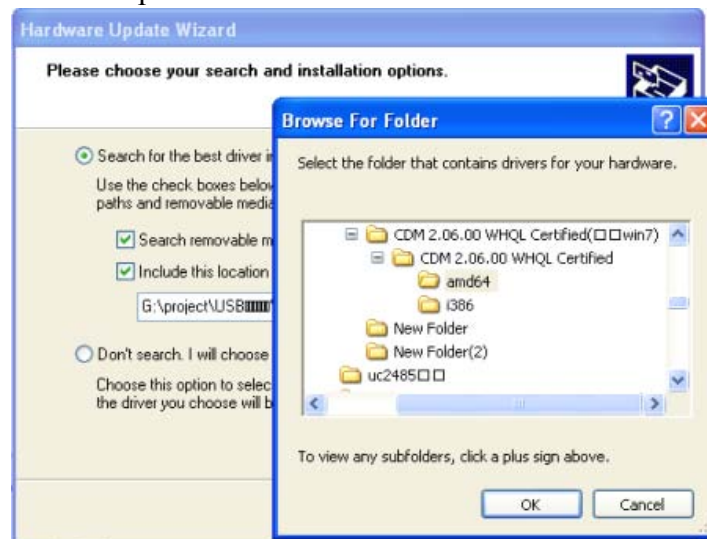 Hardware Update Wizard
Please choose your search and installation options.
Browse For Folder
Select the folder that contains drivers for your hardware.
Search for the best driver
Use the check boxes
paths and removable
Search removable
Include this location
G:\project\USB
Don't search. I will choose
Choose this option to
the driver you choose will
CDM 2.06.00 WHQL Certified(□□win7)
CDM 2.06.00 WHQL Certified
amd64
i386
New Folder
New Folder(2)
uc2485□□
To view any subfolders, click a plus sign above.
OK
Cancel